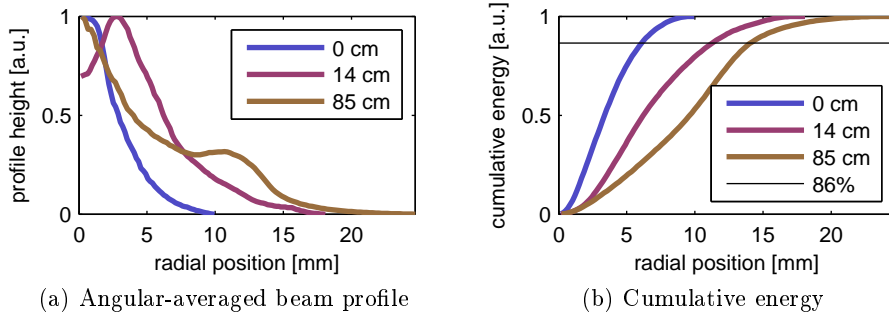 profile height [a.u.]
1
0.5
0
0 cm
14 cm
85 cm
0 5 10 15 20
radial position [mm]
(a) Angular-averaged beam profile
cumulative energy [a.u.]
1
0.5
0
0 cm
14 cm
85 cm
86%
0 5 10 15 20
radial position [mm]
(b) Cumulative energy